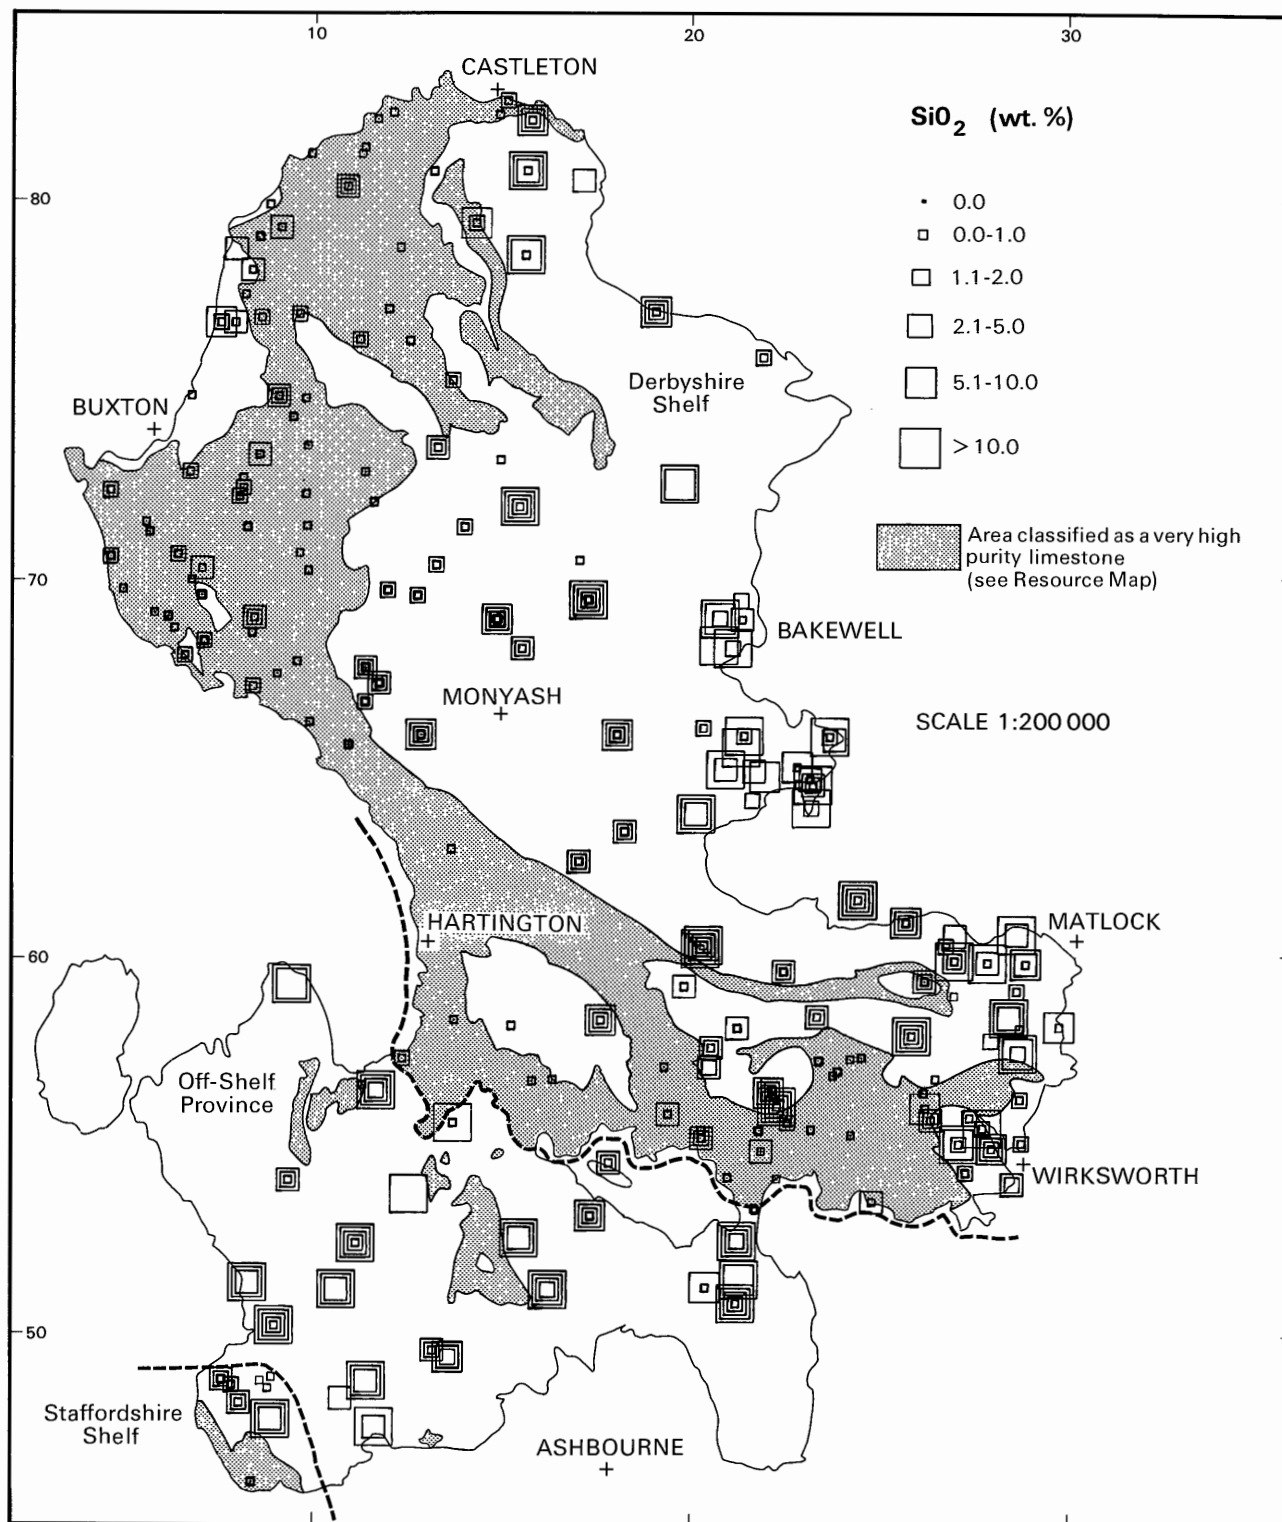 10
20
30
CASTLETON
SiO2 (wt. %)
80
0.0
0.0-1.0
1.1-2.0
2.1-5.0
5.1-10.0
>10.0
Derbyshire
Shelf
BUXTON
Area classified as a very high
purity limestone
(see Resource Map)
70
BAKEWELL
MONYASH
SCALE 1:200 000
HARTINGTON
MATLOCK
60
Off-Shelf
Province
WIRKSWORTH
50
Staffordshire
Shelf
ASHBOURNE